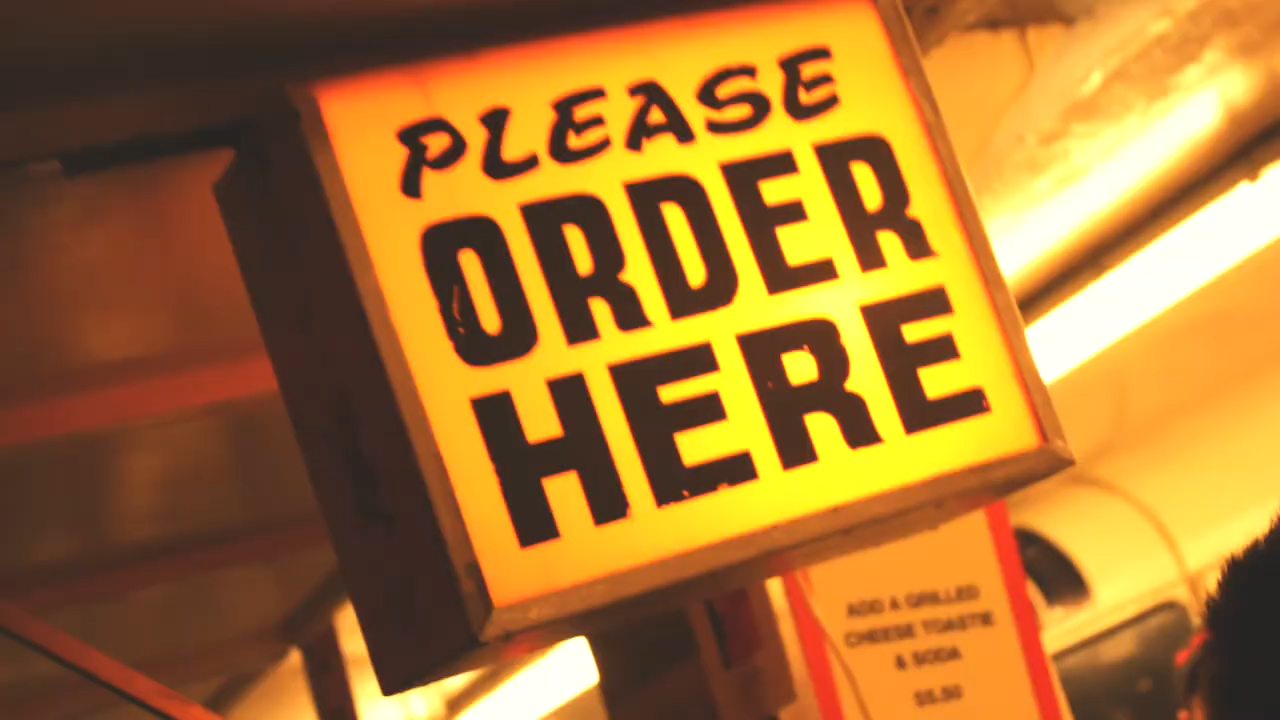 PLEASE
ORDER
HERE
ADD A GRILLED
CHEESE TOASTIE
& SODA
$5.50